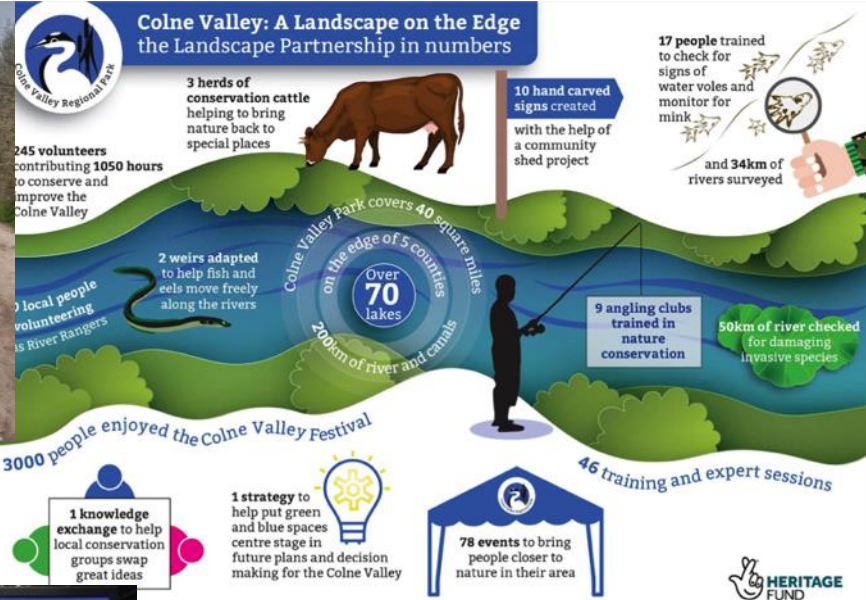 Colne Valley: A Landscape on the Edge
the Landscape Partnership in numbers
Colne Valley Regional Park
3 herds of
conservation cattle
helping to bring
nature back to
special places
10 hand carved
signs created
with the help of
a community
shed project
17 people trained
to check for
signs of
water voles and
monitor for
mink
and 34km of
rivers surveyed
245 volunteers
contributing 1050 hours
to conserve and
improve the
Colne Valley
2 weirs adapted
to help fish and
eels move freely
along the rivers
local people
volunteering
as River Rangers
Colne Valley Park covers 40 square miles
on the edge of 5 counties
Over
70
lakes
200km of river and canals
9 angling clubs
trained in
nature
conservation
50km of river checked
for damaging
invasive species
3000 people enjoyed the Colne Valley Festival
46 training and expert sessions
1 knowledge
exchange to help
local conservation
groups swap
great ideas
1 strategy to
help put green
and blue spaces
centre stage in
future plans and decision
making for the Colne Valley
78 events to bring
people closer to
nature in their area
HERITAGE
FUND